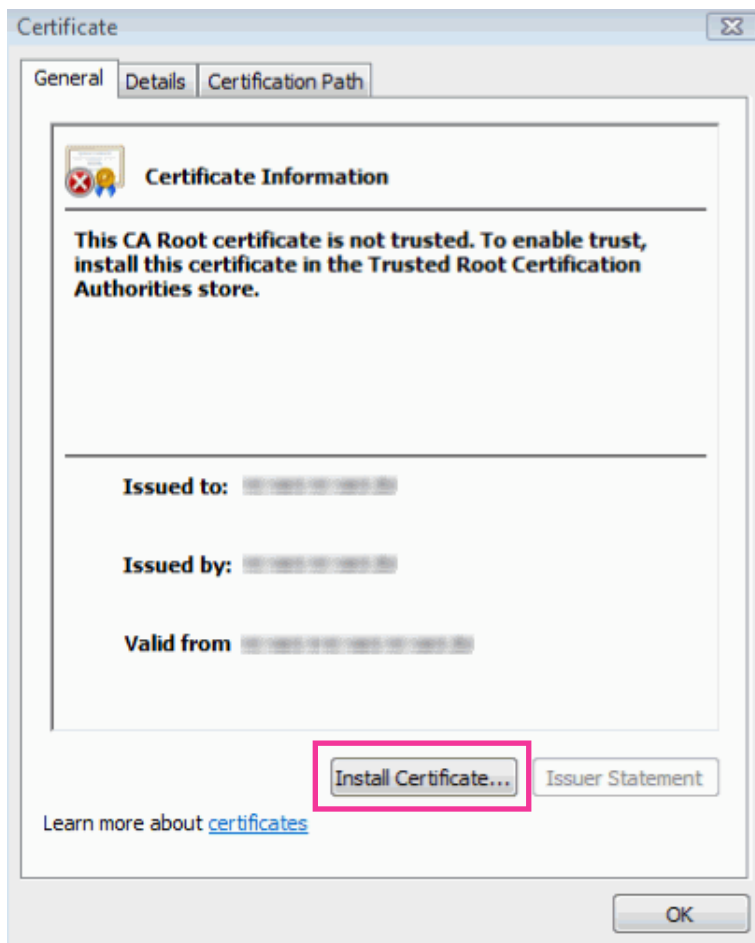 Certificate
General Details Certification Path
Certificate Information
This CA Root certificate is not trusted. To enable trust,
install this certificate in the Trusted Root Certification
Authorities store.
Issued to:
Issued by:
Valid from
Install Certificate... Issuer Statement
Learn more about certificates
OK